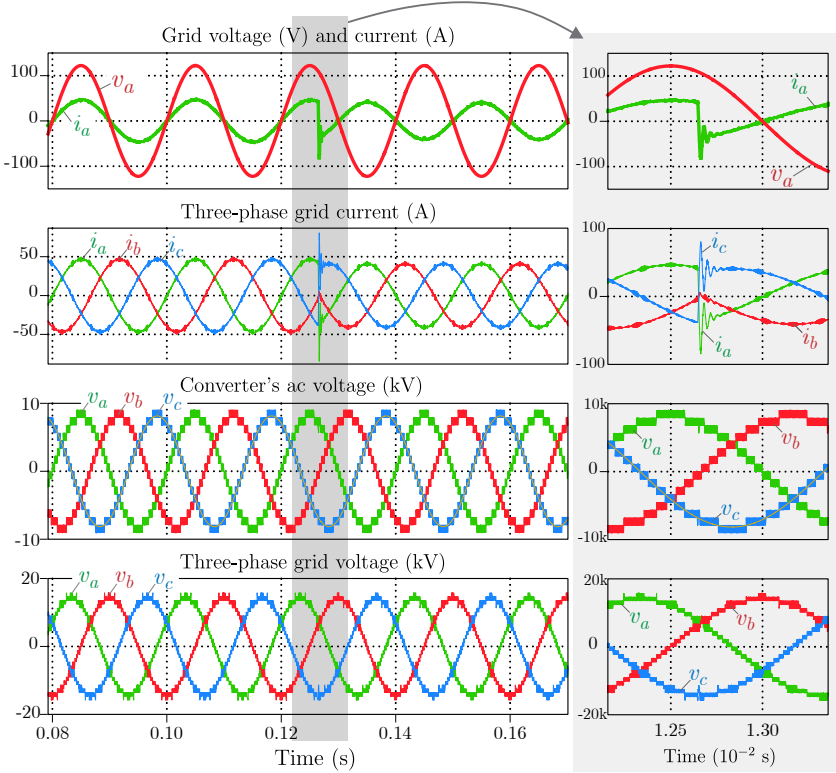 Grid voltage (V) and current (A)
100
0
-100
v_a
i_a
100
0
-100
i_a
v_a
Three-phase grid current (A)
50
0
-50
i_a i_b i_c
100
0
-100
i_c
i_b
i_a
Converter's ac voltage (kV)
10
0
-10
v_a v_b v_c
10k
0
-10k
v_a
v_b
v_c
Three-phase grid voltage (kV)
20
0
-20
v_a v_b v_c
20k
0
-20k
v_a
v_b
v_c
0.08 0.10 0.12 0.14 0.16
Time (s)
1.25 1.30
Time (10⁻² s)